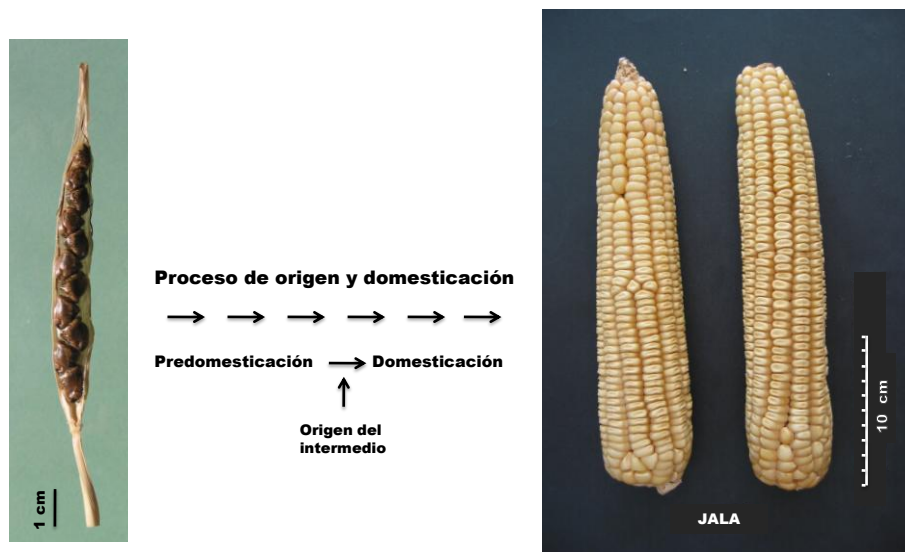 1 cm
Proceso de origen y domesticación
Predomesticación
Domesticación
Origen del
intermedio
10 cm
JALA